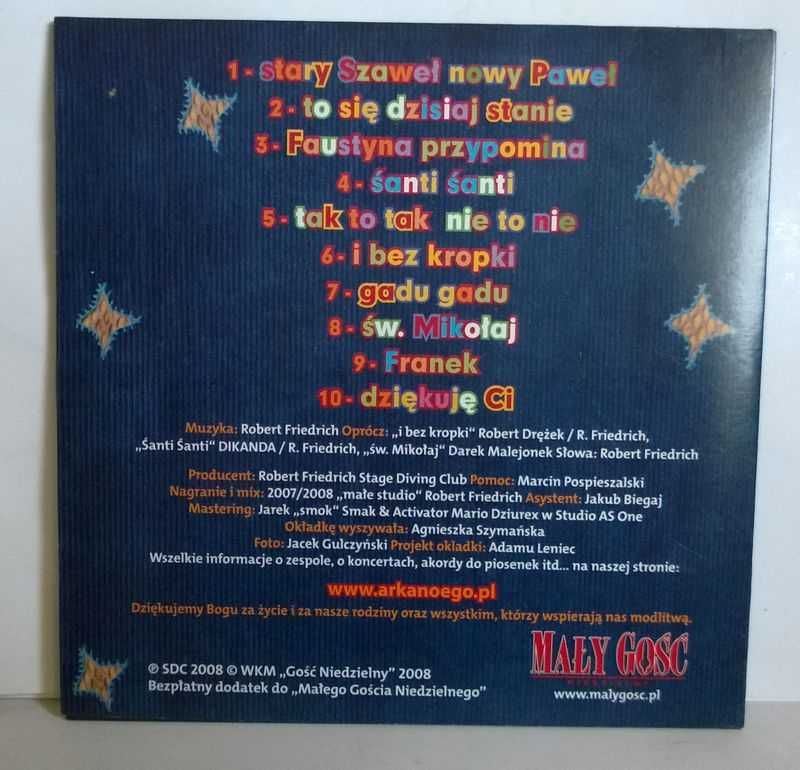 1 - stary Szaweł nowy Paweł
2 - to się dzisiaj stanie
3 - Faustyna przypomina
4 - śanti śanti
5 - tak to tak nie to nie
6 - i bez kropki
7 - gadu gadu
8 - św. Mikołaj
9 - Franek
10 - dziękuję Ci
Muzyka: Robert Friedrich Oprócz: „i bez kropki” Robert Drężek / R. Friedrich,
„Śanti Śanti” DIKANDA / R. Friedrich, „św. Mikołaj” Darek Malejonek Słowa: Robert Friedrich
Producent: Robert Friedrich Stage Diving Club Pomoc: Marcin Pospieszalski
Nagranie i mix: 2007/2008 „małe studio” Robert Friedrich Asystent: Jakub Biegaj
Mastering: Jarek „smok” Smak & Activator Mario Dziurex w Studio AS One
Okładkę wyszywała: Agnieszka Szymańska
Foto: Jacek Gulczyński Projekt okladki: Adamu Leniec
Wszelkie informacje o zespole, o koncertach, akordy do piosenek itd... na naszej stronie:
www.arkanoego.pl
Dziękujemy Bogu za życie i za nasze rodziny oraz wszystkim, którzy wspierają nas modlitwą.
MAŁY GOŚĆ
℗ SDC 2008 © WKM „Gość Niedzielny” 2008
Bezpłatny dodatek do „Małego Gościa Niedzielnego”
www.malygosc.pl